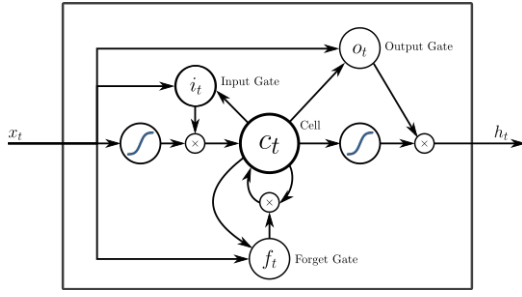 o_t Output Gate
i_t Input Gate
x_t
×
c_t Cell
×
h_t
×
f_t Forget Gate